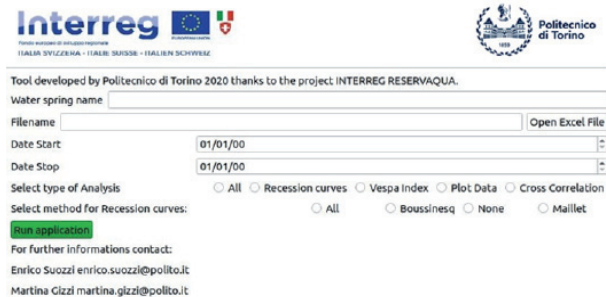 Interreg
Fondo europeo di sviluppo regionale
ITALIA SVIZZERA - ITALIE SUISSE - ITALIEN SCHWEIZ
1859
Politecnico
di Torino
Tool developed by Politecnico di Torino 2020 thanks to the project INTERREG RESERVAQUA.
Water spring name
Filename Open Excel File
Date Start 01/01/00
Date Stop 01/01/00
Select type of Analysis All Recession curves Vespa Index Plot Data Cross Correlation
Select method for Recession curves: All Boussinesq None Maillet
Run application
For further informations contact:
Enrico Suozzi enrico.suozzi@polito.it
Martina Gizzi martina.gizzi@polito.it